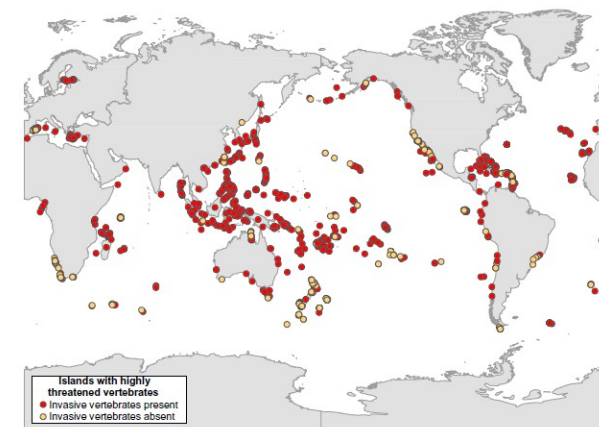 Islands with highly
threatened vertebrates
Invasive vertebrates present
Invasive vertebrates absent